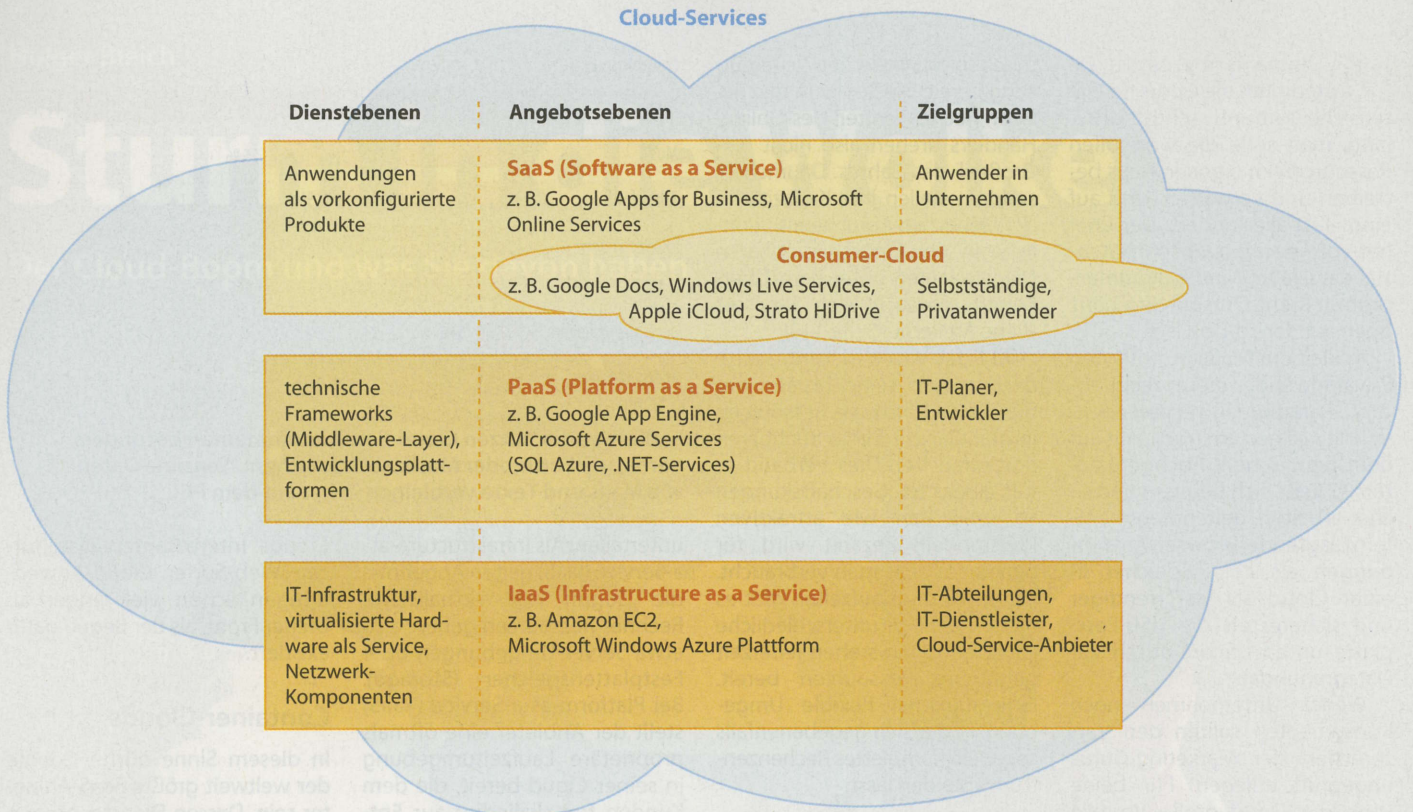 Cloud-Services
Dienstebenen
Angebotsebenen
Zielgruppen
Anwendungen
als vorkonfigurierte
Produkte
SaaS (Software as a Service)
z. B. Google Apps for Business, Microsoft
Online Services
Anwender in
Unternehmen
Consumer-Cloud
z. B. Google Docs, Windows Live Services,
Apple iCloud, Strato HiDrive
Selbstständige,
Privatanwender
technische
Frameworks
(Middleware-Layer),
Entwicklungsplatt-
formen
PaaS (Platform as a Service)
z. B. Google App Engine,
Microsoft Azure Services
(SQL Azure, .NET-Services)
IT-Planer,
Entwickler
IT-Infrastruktur,
virtualisierte Hard-
ware als Service,
Netzwerk-
Komponenten
IaaS (Infrastructure as a Service)
z. B. Amazon EC2,
Microsoft Windows Azure Plattform
IT-Abteilungen,
IT-Dienstleister,
Cloud-Service-Anbieter